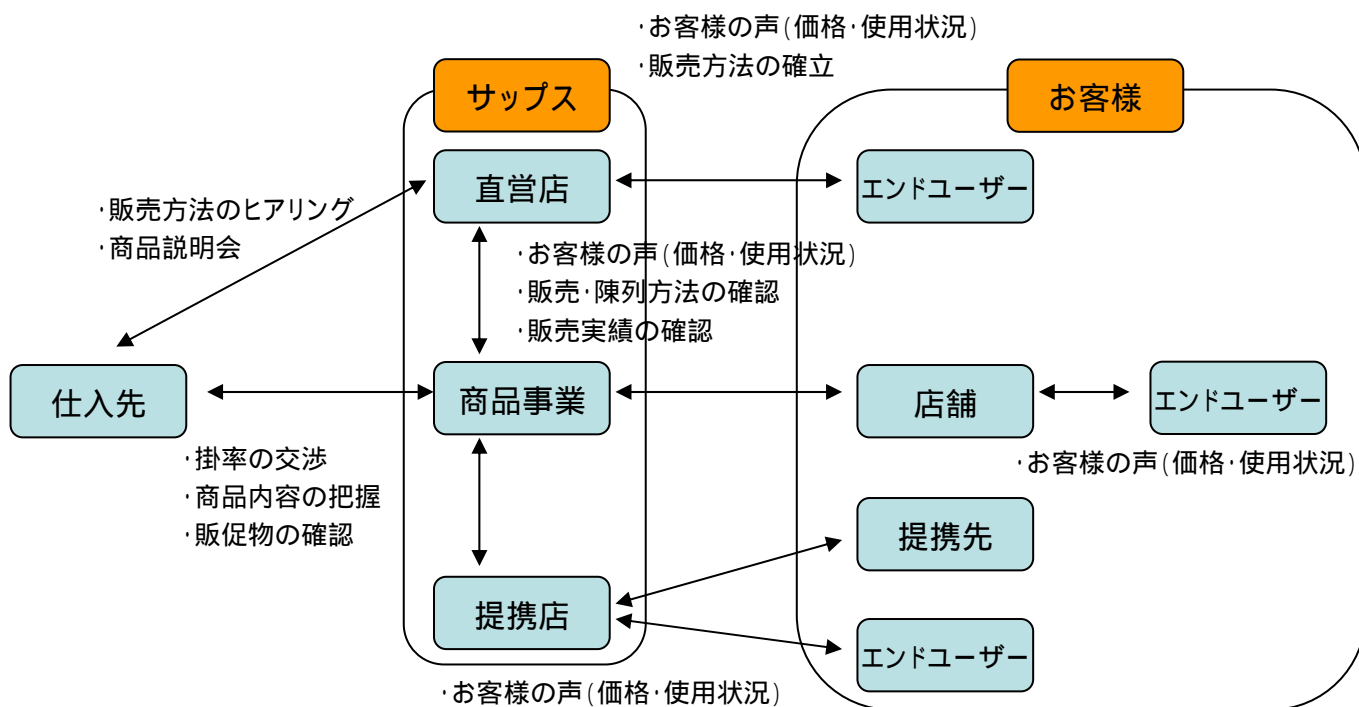 ·お客様の声(価格·使用状況)
·販売方法の確立
サップス
お客様
直営店
エンドユーザー
·販売方法のヒアリング
·商品説明会
·お客様の声(価格·使用状況)
·販売·陳列方法の確認
·販売実績の確認
仕入先
商品事業
店舗
エンドユーザー
·掛率の交渉
·商品内容の把握
·販促物の確認
·お客様の声(価格·使用状況)
提携先
提携店
エンドユーザー
·お客様の声(価格·使用状況)